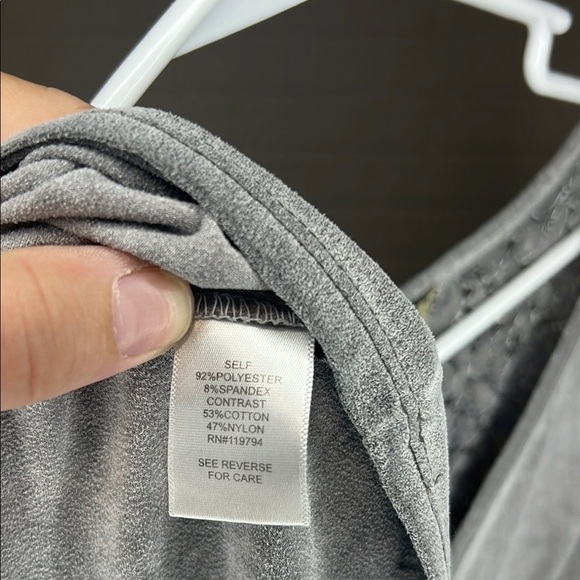 SELF
92%POLYESTER
8%SPANDEX
CONTRAST
53%COTTON
47%NYLON
RN#119794
SEE REVERSE
FOR CARE